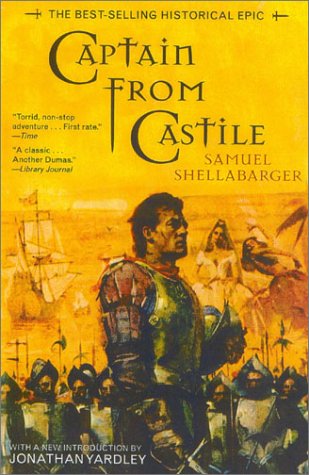 THE BEST-SELLING HISTORICAL EPIC
CAPTAIN
FROM
CASTILE
SAMUEL
SHELLABARGER
"Torrid, non-stop
adventure . . . First rate."
—Time
"A classic . . .
Another Dumas."
—Library Journal
WITH A NEW INTRODUCTION BY
JONATHAN YARDLEY